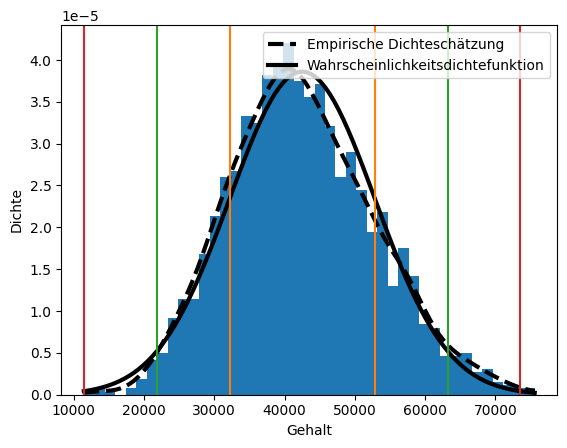 1e−5
Empirische Dichteschätzung
Wahrscheinlichkeitsdichtefunktion
4.0
3.5
3.0
2.5
2.0
1.5
1.0
0.5
0.0
Dichte
10000 20000 30000 40000 50000 60000 70000
Gehalt